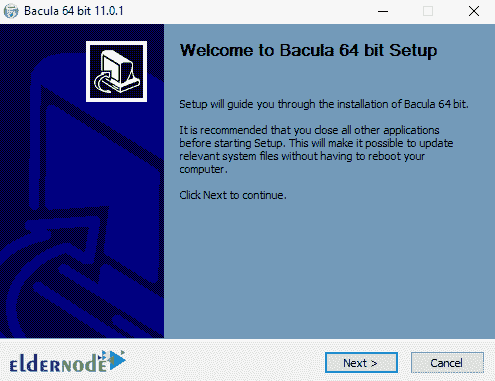 Bacula 64 bit 11.0.1
Welcome to Bacula 64 bit Setup
Setup will guide you through the installation of Bacula 64 bit.
It is recommended that you close all other applications
before starting Setup. This will make it possible to update
relevant system files without having to reboot your
computer.
Click Next to continue.
eldernode
Next >
Cancel